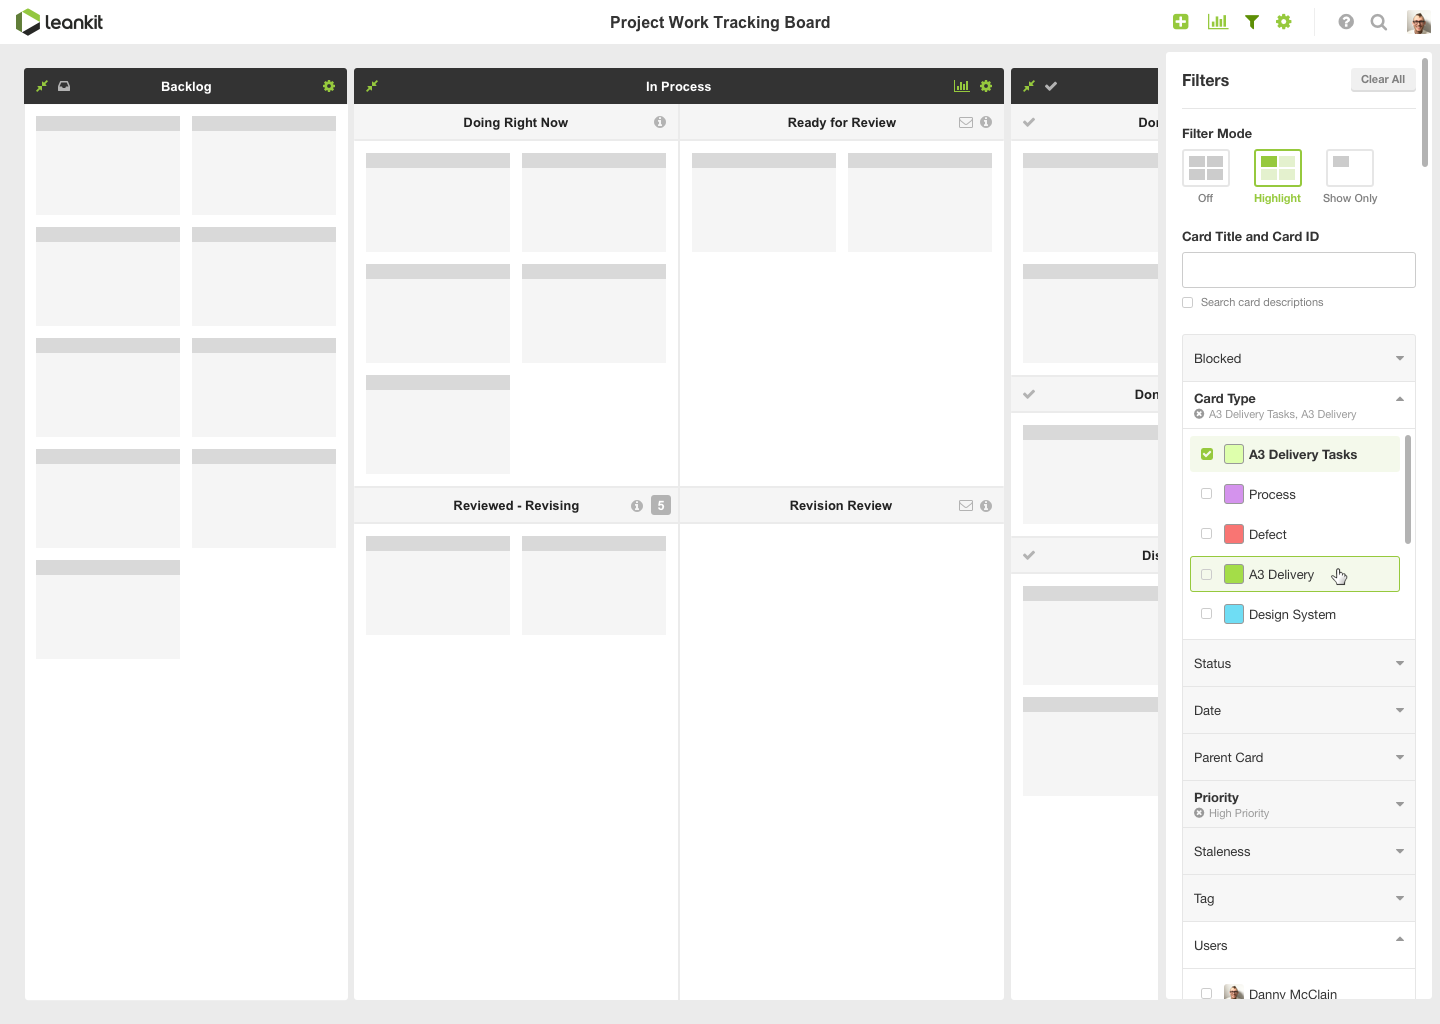 leankit
Project Work Tracking Board
Backlog
In Process
Doing Right Now
Ready for Review
Reviewed - Revising
5
Revision Review
Filters
Clear All
Filter Mode
Off
Highlight
Show Only
Card Title and Card ID
Search card descriptions
Blocked
Card Type
A3 Delivery Tasks, A3 Delivery
A3 Delivery Tasks
Process
Defect
A3 Delivery
Design System
Status
Date
Parent Card
Priority
High Priority
Staleness
Tag
Users
Danny McClain